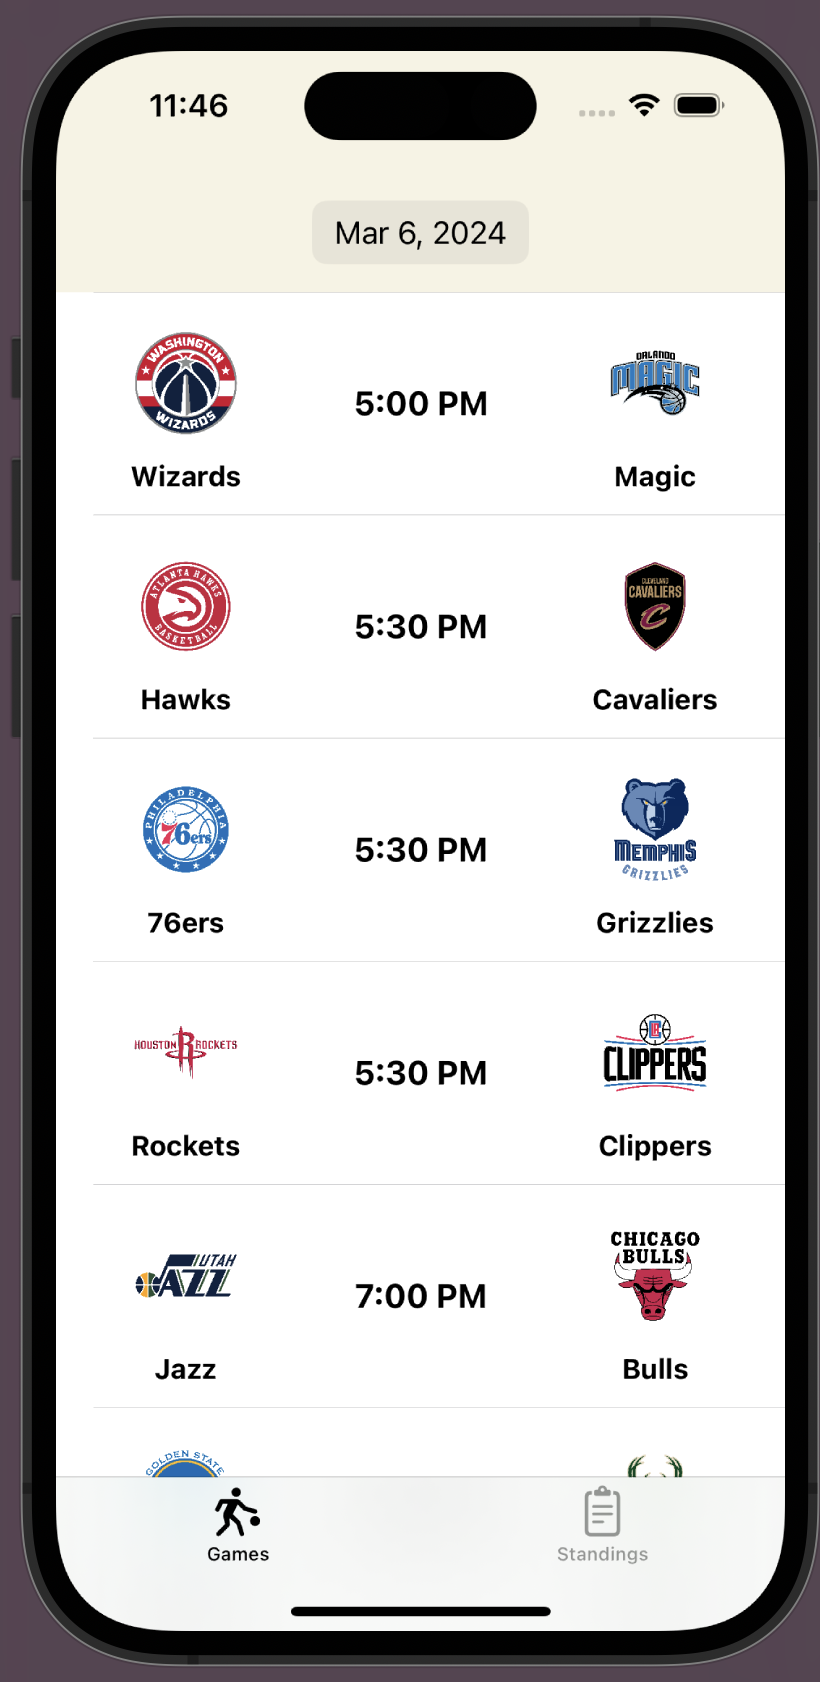 11:46
Mar 6, 2024
WASHINGTON
WIZARDS
5:00 PM
ORLANDO
MAGIC
Wizards
Magic
ATLANTA HAWKS
BASKETBALL
5:30 PM
CLEVELAND
CAVALIERS
C
Hawks
Cavaliers
PHILADELPHIA
76ers
5:30 PM
MEMPHIS
GRIZZLIES
76ers
Grizzlies
HOUSTON R ROCKETS
5:30 PM
LAC
CLIPPERS
Rockets
Clippers
UTAH
JAZZ
7:00 PM
CHICAGO
BULLS
Jazz
Bulls
GOLDEN STATE
Games
Standings